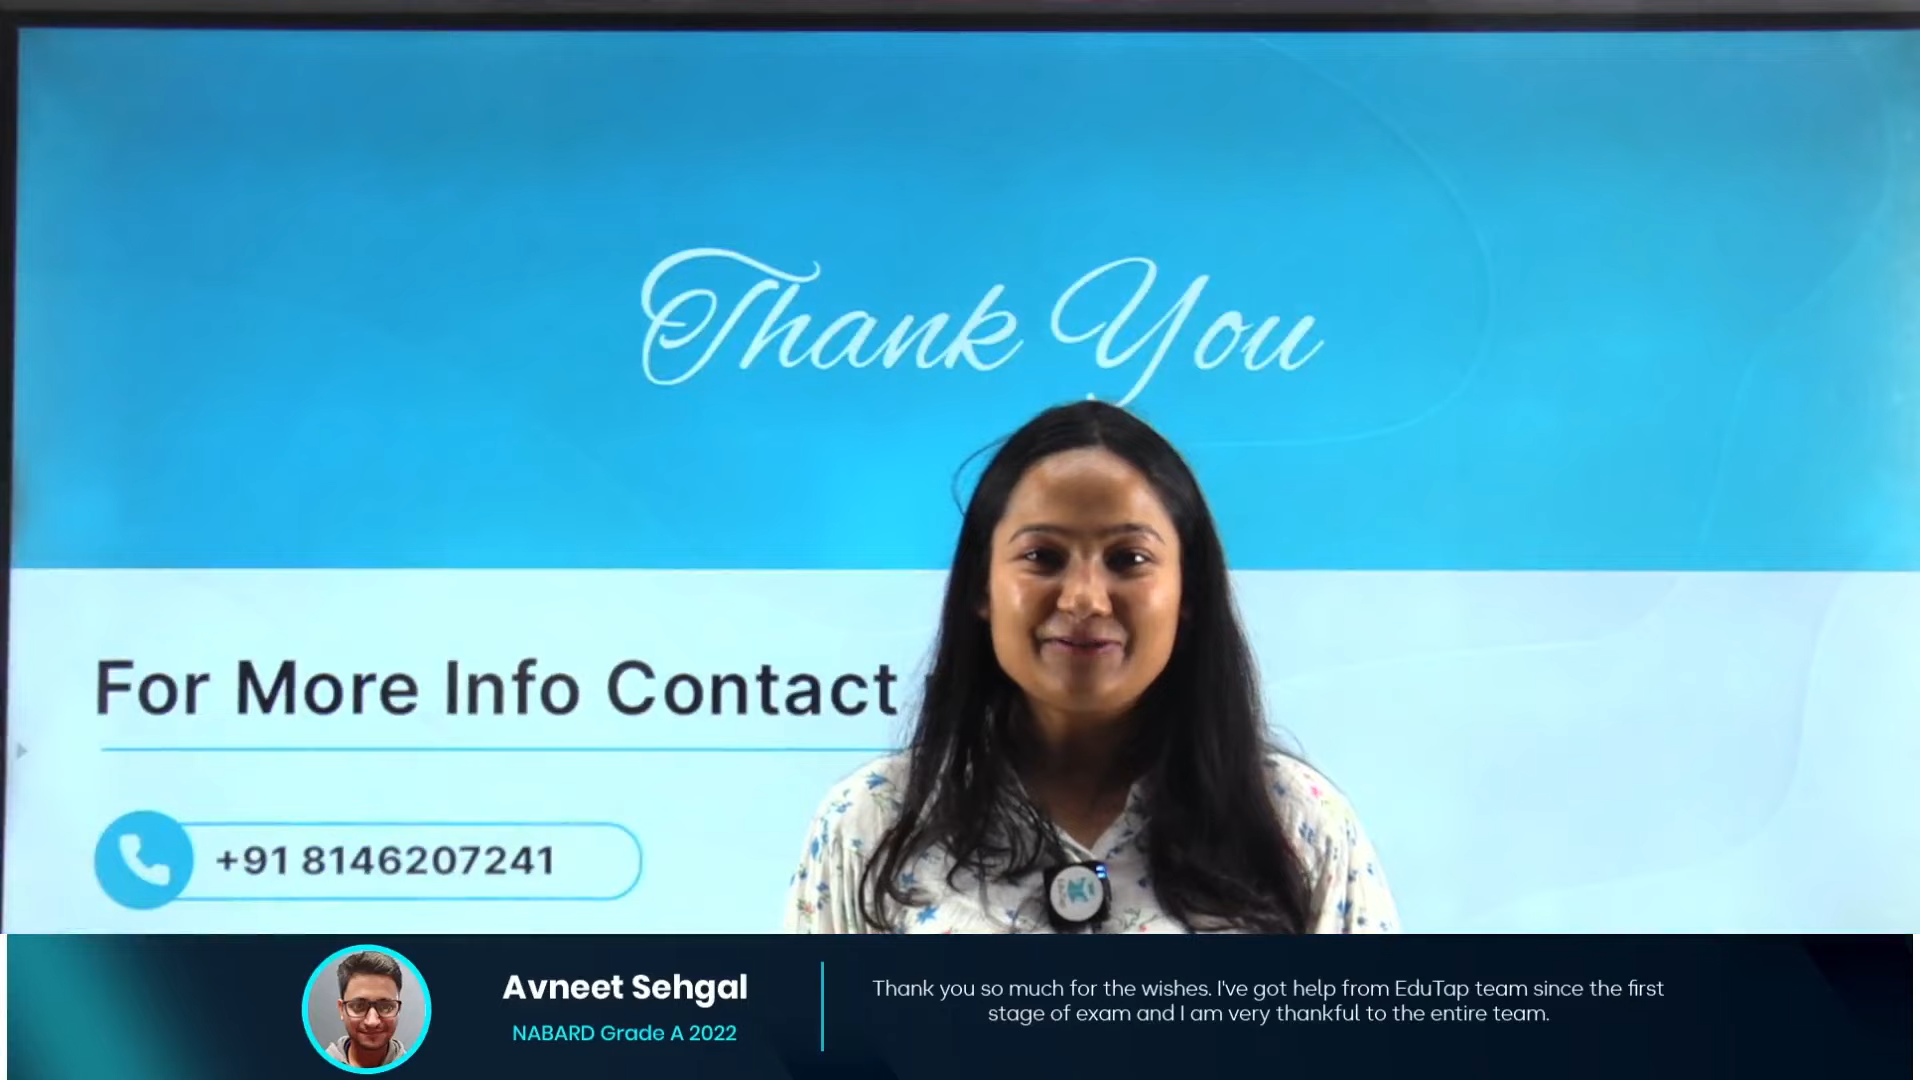 Thank You
For More Info Contact
+91 8146207241
Avneet Sehgal
NABARD Grade A 2022
Thank you so much for the wishes. I've got help from EduTap team since the first
stage of exam and I am very thankful to the entire team.